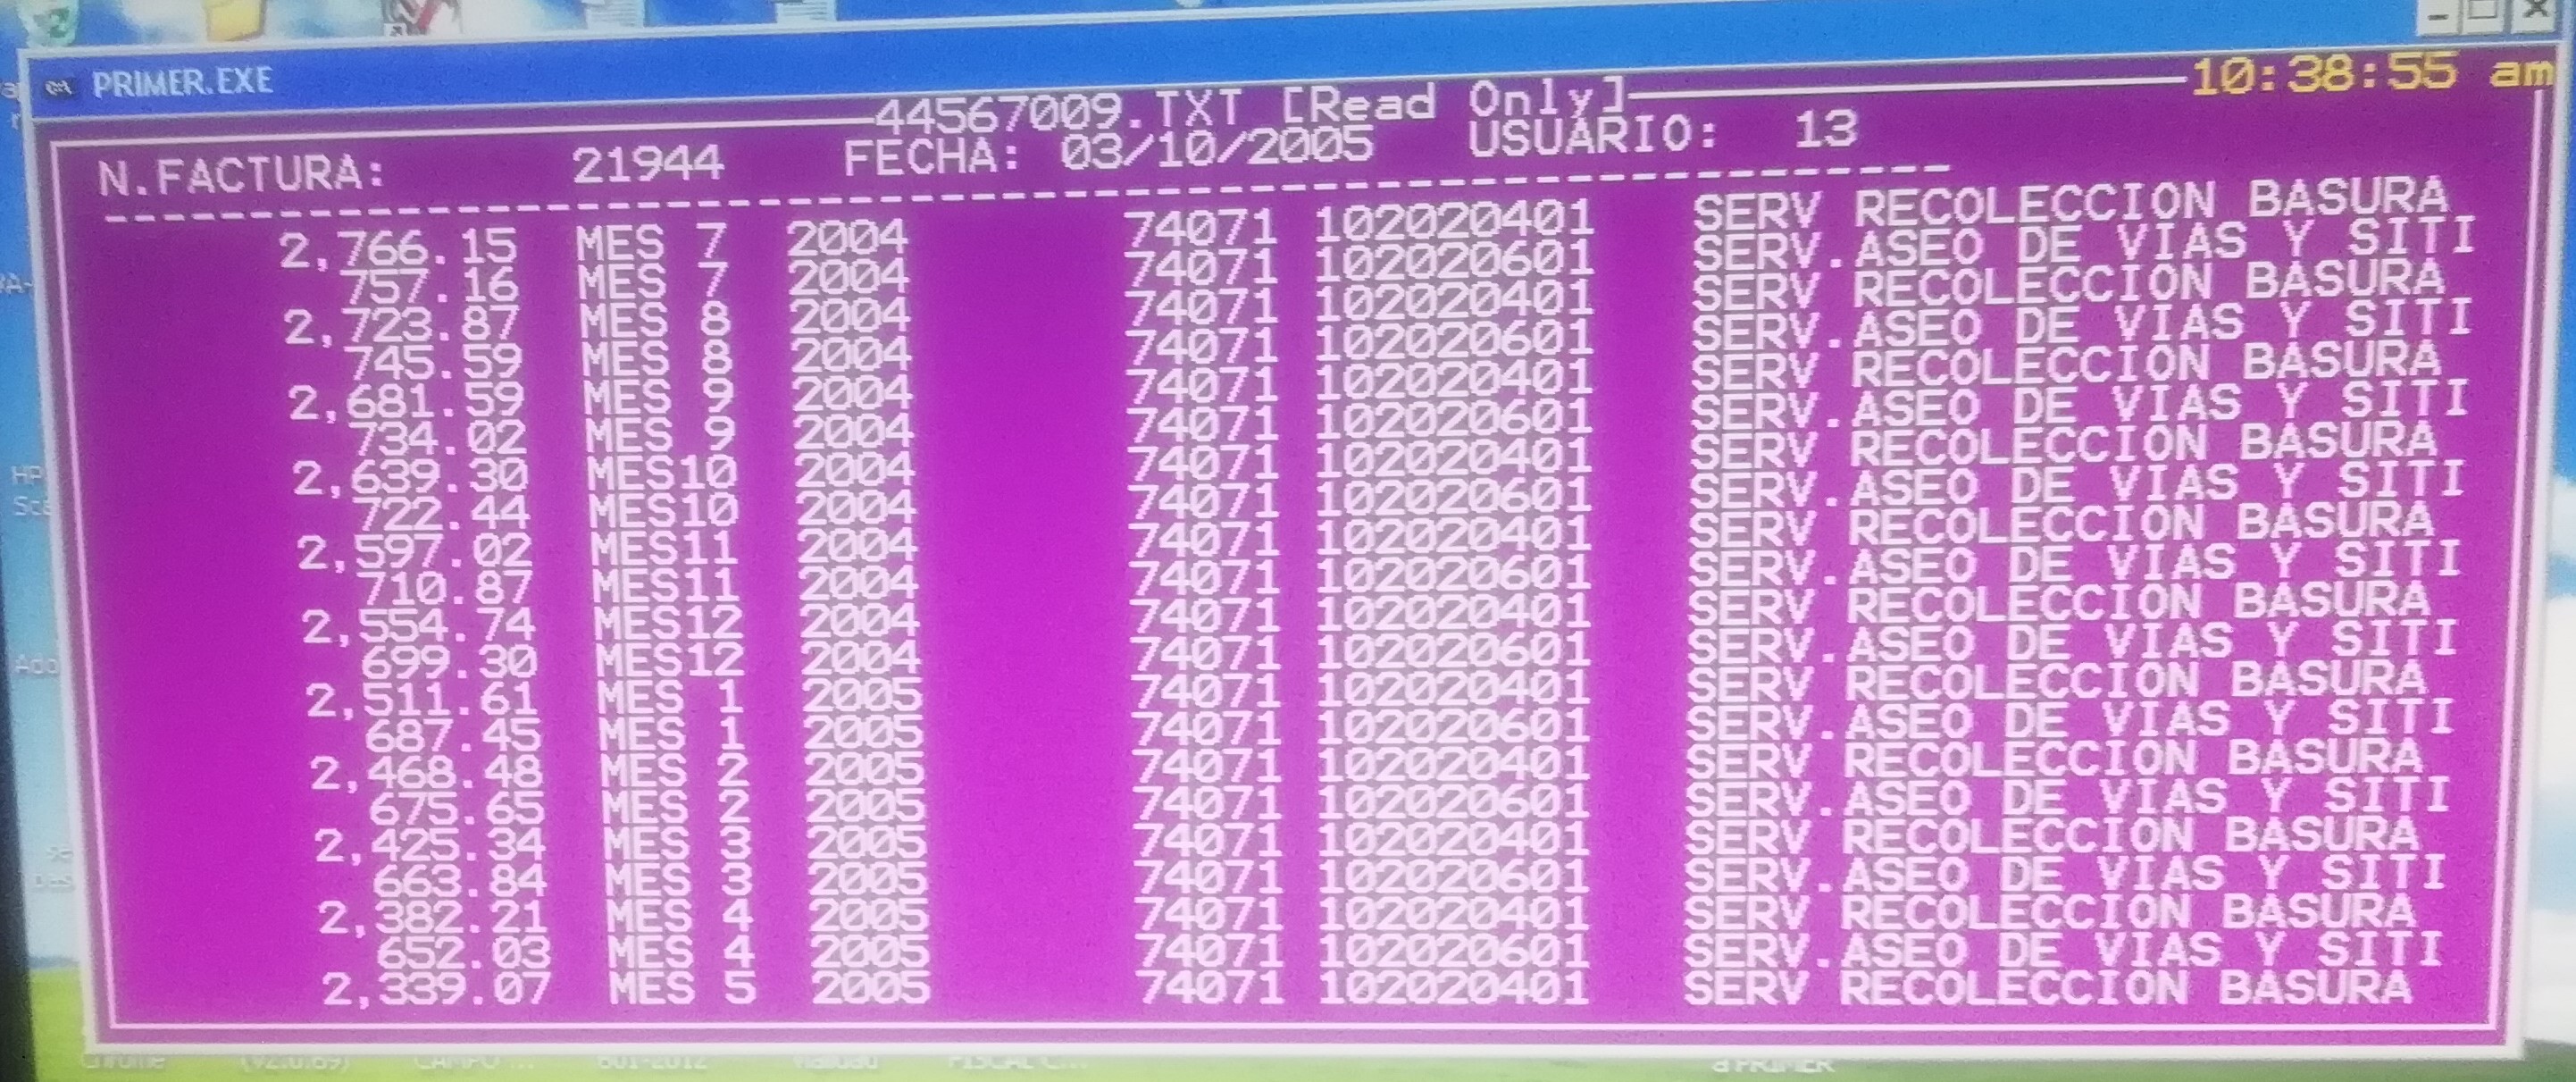 PRIMER.EXE
10:38:55 am
44567009.TXT [Read Only]
N.FACTURA: 21944 FECHA: 03/10/2005 USUARIO: 13
2,766.15 MES 7 2004 74071 102020401 SERV RECOLECCION BASURA
757.16 MES 7 2004 74071 102020601 SERV.ASEO DE VIAS Y SITI
2,723.87 MES 8 2004 74071 102020401 SERV RECOLECCION BASURA
745.59 MES 8 2004 74071 102020601 SERV.ASEO DE VIAS Y SITI
2,681.59 MES 9 2004 74071 102020401 SERV RECOLECCION BASURA
734.02 MES 9 2004 74071 102020601 SERV.ASEO DE VIAS Y SITI
2,639.30 MES10 2004 74071 102020401 SERV RECOLECCION BASURA
722.44 MES10 2004 74071 102020601 SERV.ASEO DE VIAS Y SITI
2,597.02 MES11 2004 74071 102020401 SERV RECOLECCION BASURA
710.87 MES11 2004 74071 102020601 SERV.ASEO DE VIAS Y SITI
2,554.74 MES12 2004 74071 102020401 SERV RECOLECCION BASURA
699.30 MES12 2004 74071 102020601 SERV.ASEO DE VIAS Y SITI
2,511.61 MES 1 2005 74071 102020401 SERV RECOLECCION BASURA
687.45 MES 1 2005 74071 102020601 SERV.ASEO DE VIAS Y SITI
2,468.48 MES 2 2005 74071 102020401 SERV RECOLECCION BASURA
675.65 MES 2 2005 74071 102020601 SERV.ASEO DE VIAS Y SITI
2,425.34 MES 3 2005 74071 102020401 SERV RECOLECCION BASURA
663.84 MES 3 2005 74071 102020601 SERV.ASEO DE VIAS Y SITI
2,382.21 MES 4 2005 74071 102020401 SERV RECOLECCION BASURA
652.03 MES 4 2005 74071 102020601 SERV.ASEO DE VIAS Y SITI
2,339.07 MES 5 2005 74071 102020401 SERV RECOLECCION BASURA